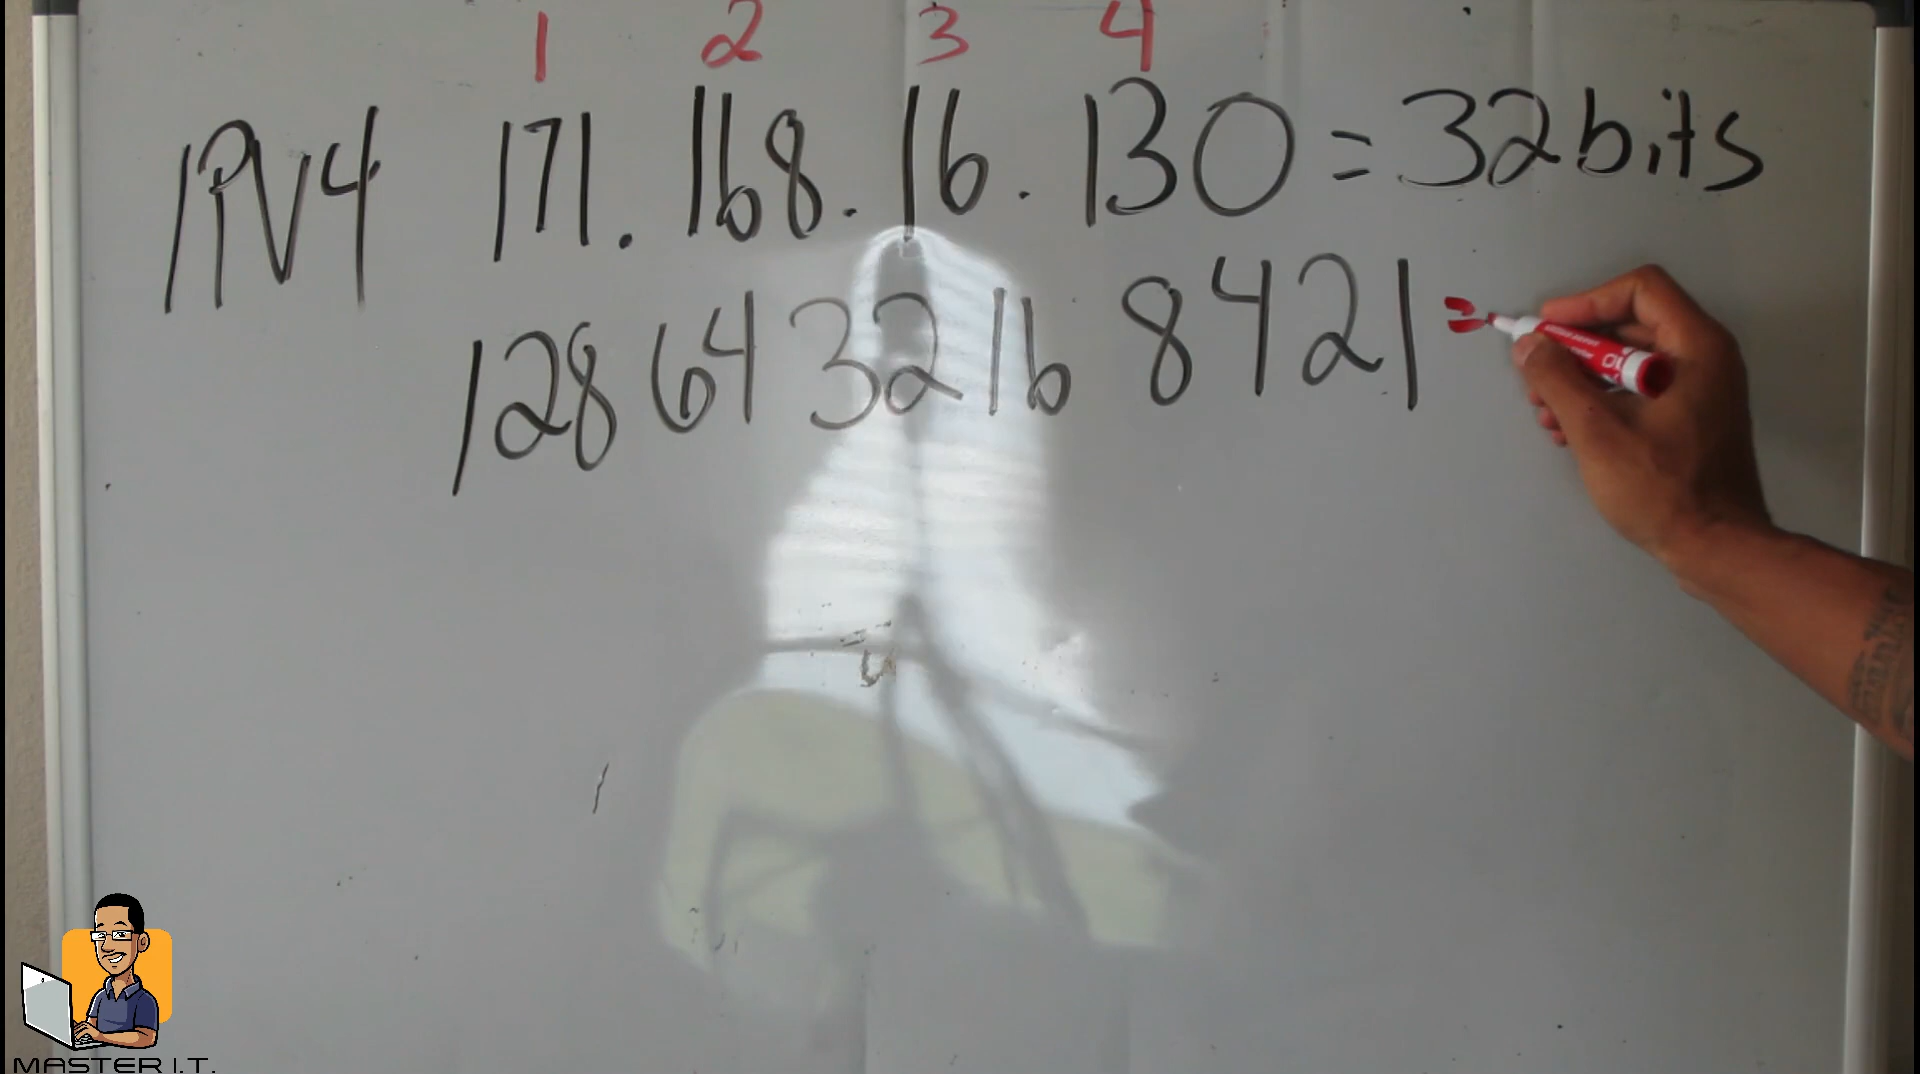 1 2 3 4
IPV4 171.168.16.130 = 32bits
128 64 32 16 8 4 2 1 =
MASTER I.T.